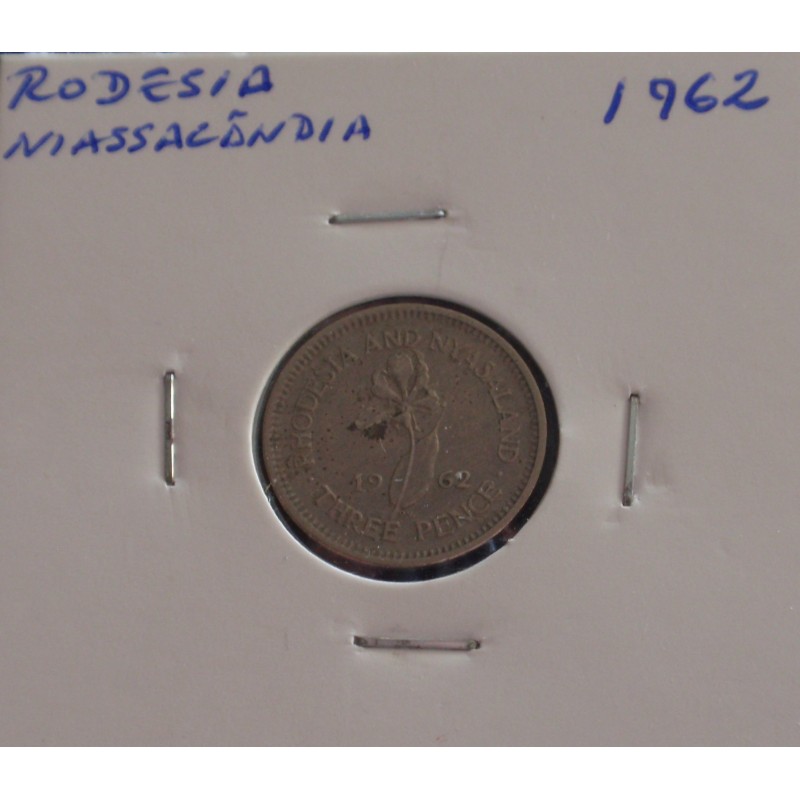 RODESIA 1962
NIASSALÂNDIA
RHODESIA AND NYASALAND
19 62
· THREE PENCE ·